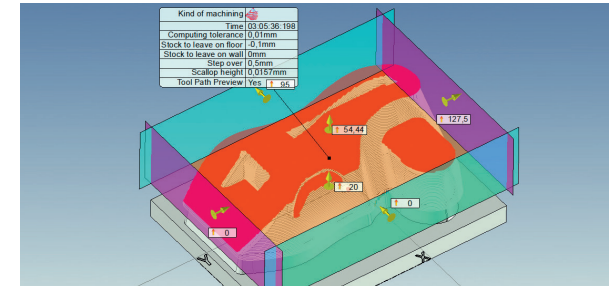 Kind of machining
Time 03:05:36:198
Computing tolerance 0,01mm
Stock to leave on floor -0,1mm
Stock to leave on wall 0mm
Step over 0,5mm
Scallop height 0,0157mm
Tool Path Preview Yes
95
127,5
54,44
20
0
0
Y
X